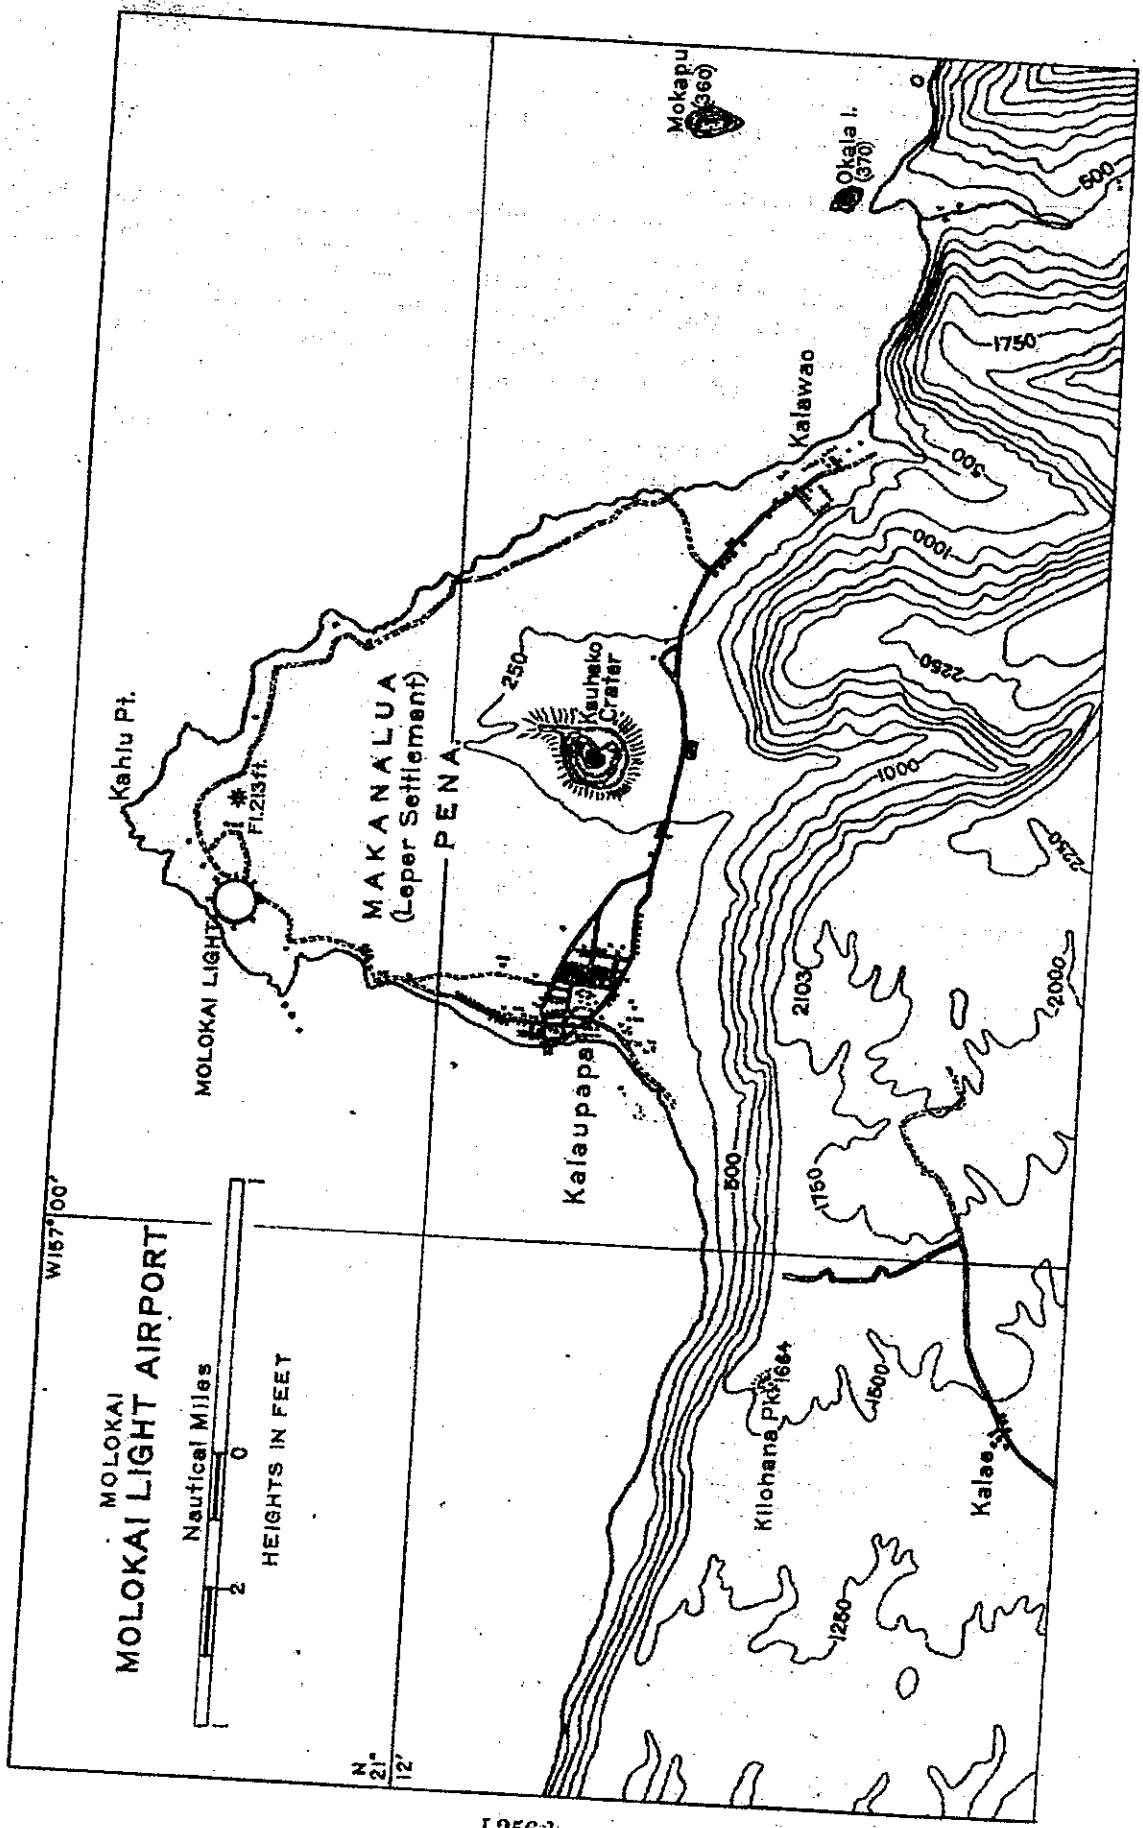 MOLOKAI
MOLOKAI LIGHT AIRPORT
Nautical Miles
1 2 0 1
HEIGHTS IN FEET
W157° 00'
N
21°
12'
MOLOKAI LIGHT
Kahlu Pt.
Fl.213ft.
MAKANALUA
(Leper Settlement)
PENA.
250
Kauhako
Crater
Kalaupapa
Mokapu
(360)
Okala I.
(370)
Kalawao
500
1750
500
1000
2250
1000
2250
2103
2000
500
1750
Kilohana Pk.
1664
1500
Kalae
1250